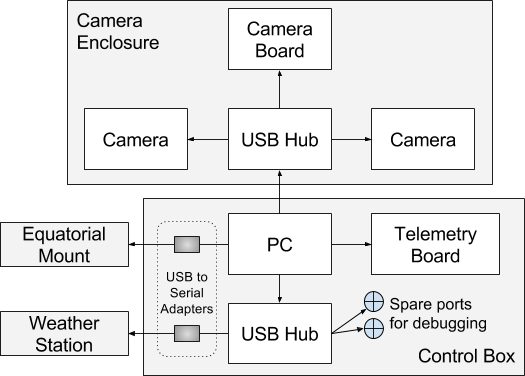 Camera
Enclosure
Camera
Board
Camera
USB Hub
Camera
Equatorial
Mount
PC
Telemetry
Board
USB to
Serial
Adapters
Weather
Station
USB Hub
Spare ports
for debugging
Control Box